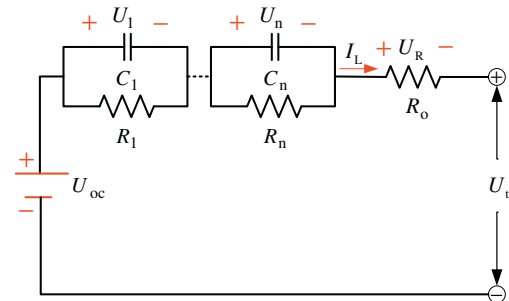 + U1 − + Un −
C1 Cn IL + UR −
R1 Rn Ro
+
Uoc
−
+
Ut
−